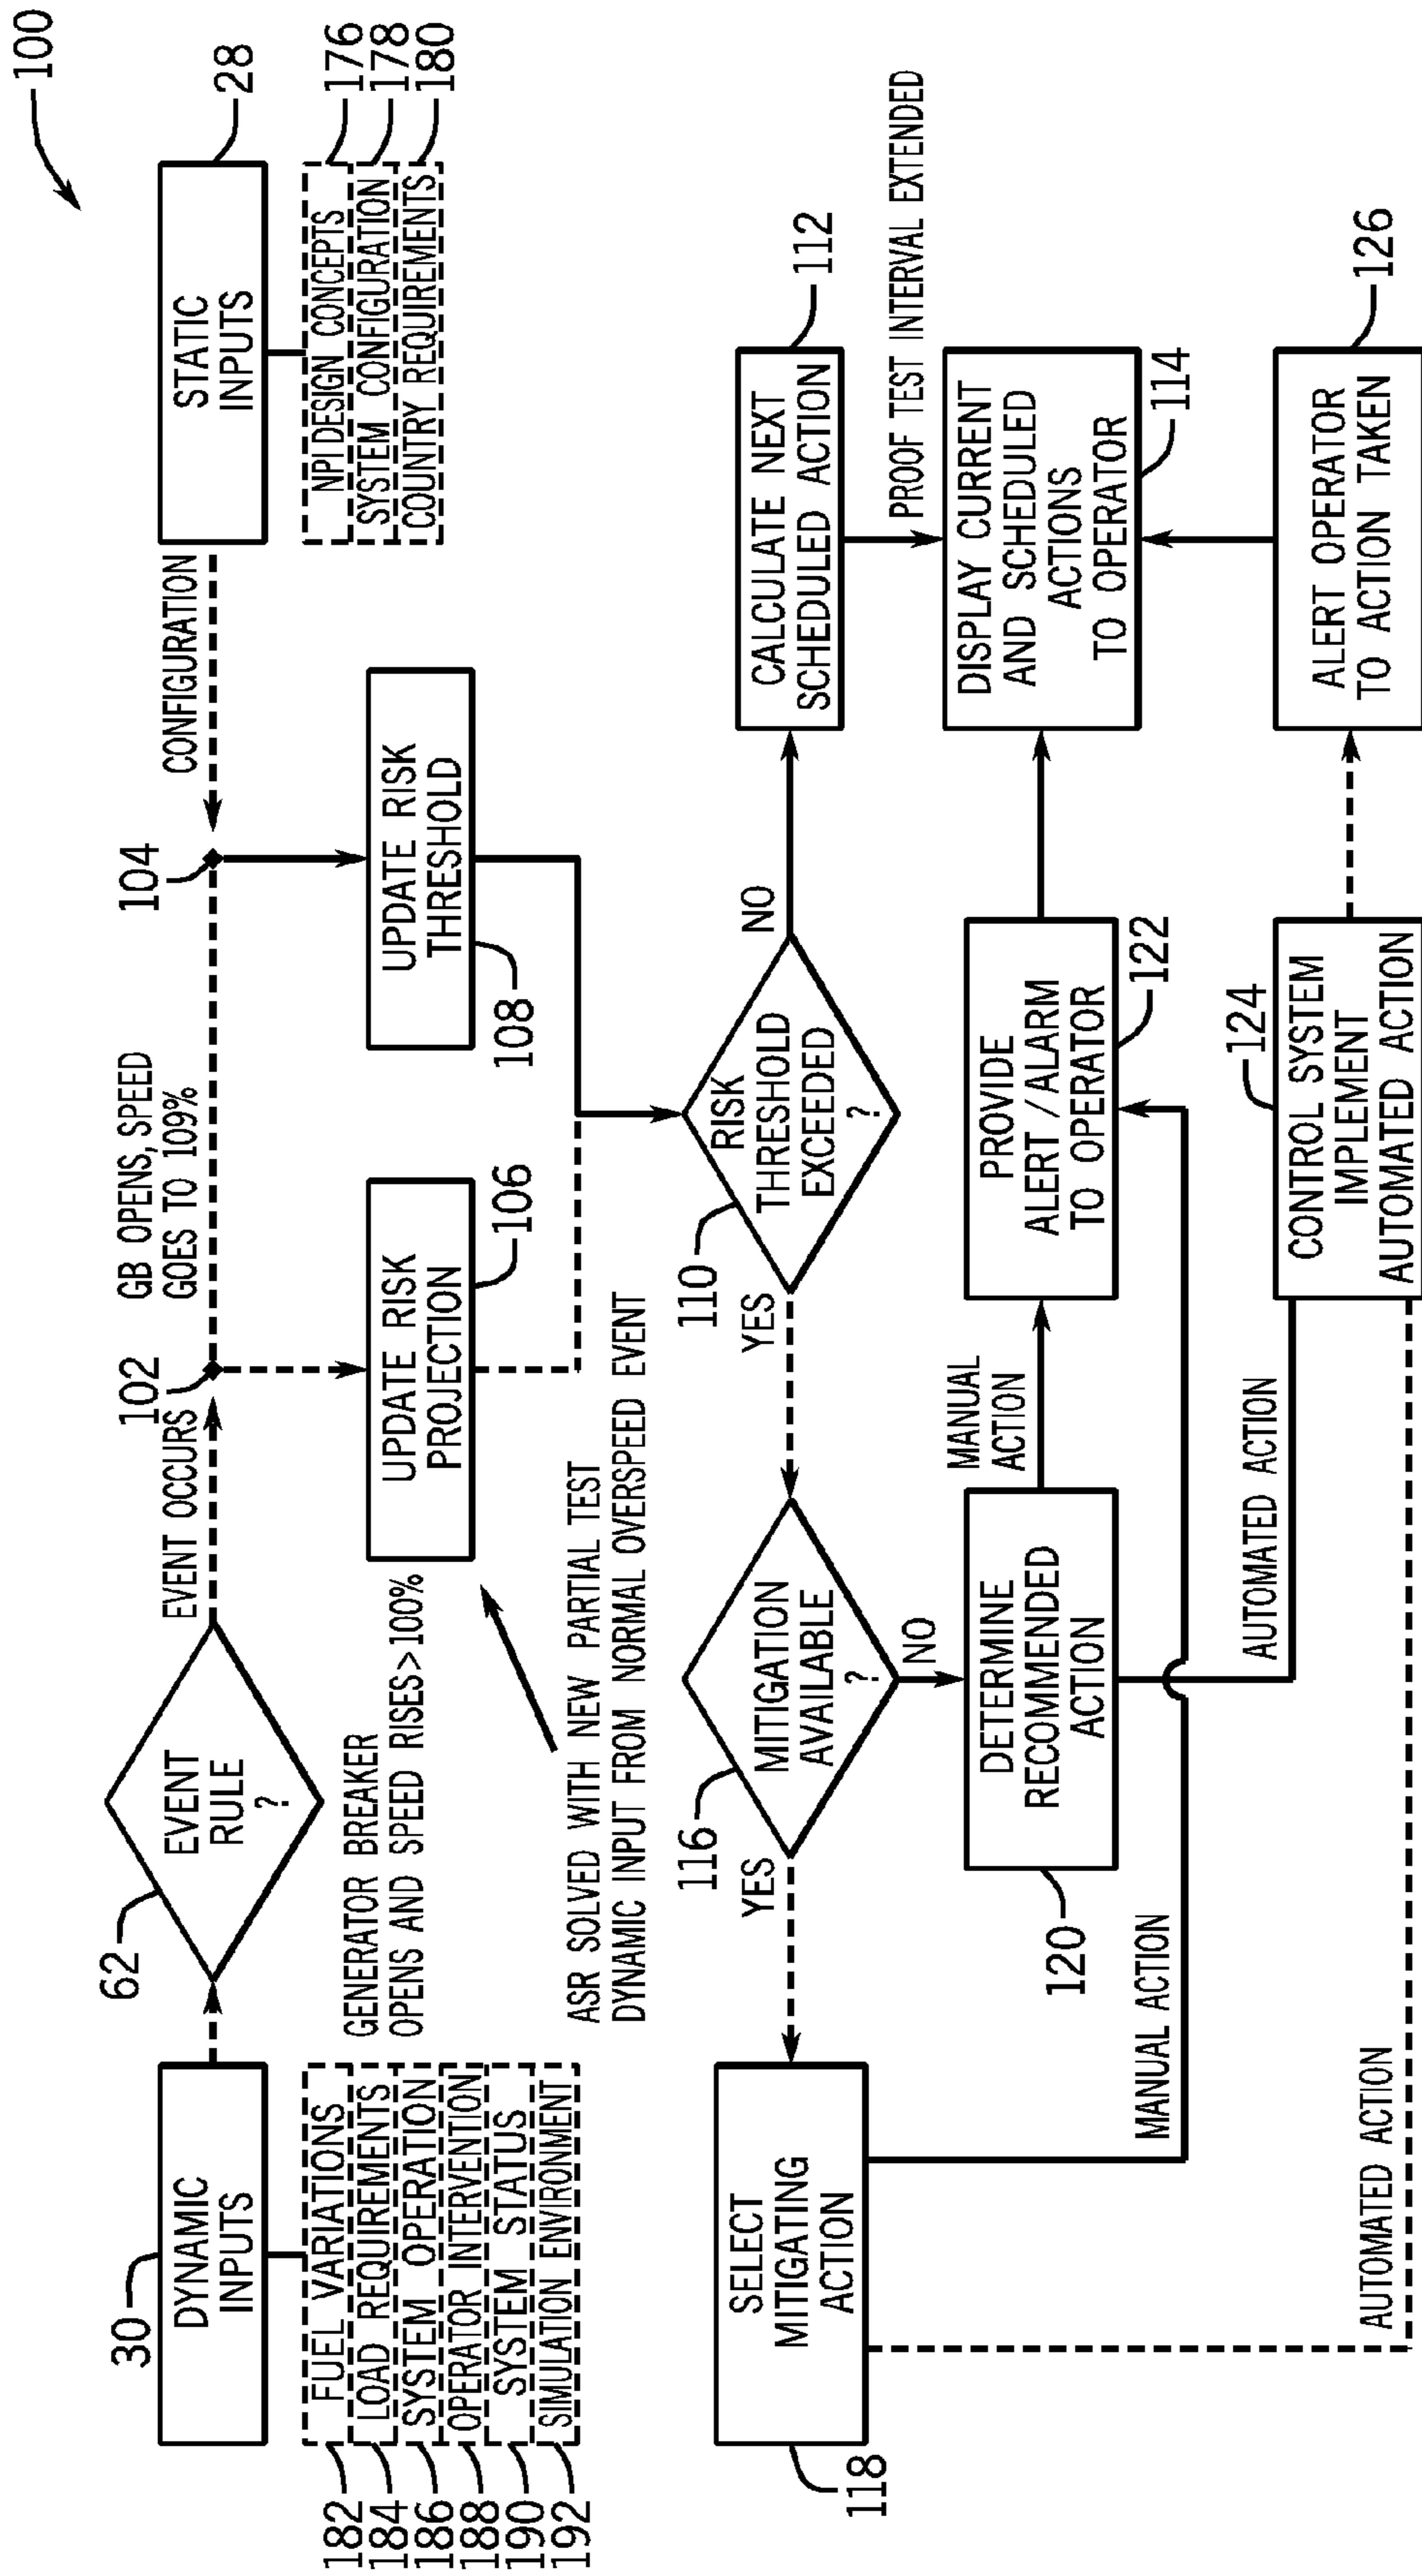 100
30
DYNAMIC
INPUTS
182
FUEL VARIATIONS
184
LOAD REQUIREMENTS
186
SYSTEM OPERATION
188
OPERATOR INTERVENTION
190
SYSTEM STATUS
192
SIMULATION ENVIRONMENT
62
EVENT
RULE
?
GENERATOR BREAKER
OPENS AND SPEED RISES>100%
EVENT OCCURS
102
GB OPENS, SPEED
GOES TO 109%
104
CONFIGURATION
STATIC
INPUTS
28
NPI DESIGN CONCEPTS
176
SYSTEM CONFIGURATION
178
COUNTRY REQUIREMENTS
180
UPDATE RISK
PROJECTION
106
UPDATE RISK
THRESHOLD
108
ASR SOLVED WITH NEW PARTIAL TEST
DYNAMIC INPUT FROM NORMAL OVERSPEED EVENT
SELECT
MITIGATING
ACTION
118
YES
116
MITIGATION
AVAILABLE
?
NO
YES
110
RISK
THRESHOLD
EXCEEDED
?
NO
CALCULATE NEXT
SCHEDULED ACTION
112
PROOF TEST INTERVAL EXTENDED
DETERMINE
RECOMMENDED
ACTION
120
MANUAL
ACTION
PROVIDE
ALERT/ALARM
TO OPERATOR
122
DISPLAY CURRENT
AND SCHEDULED
ACTIONS
TO OPERATOR
114
MANUAL ACTION
AUTOMATED ACTION
124
CONTROL SYSTEM
IMPLEMENT
AUTOMATED ACTION
ALERT OPERATOR
TO ACTION TAKEN
126
AUTOMATED ACTION